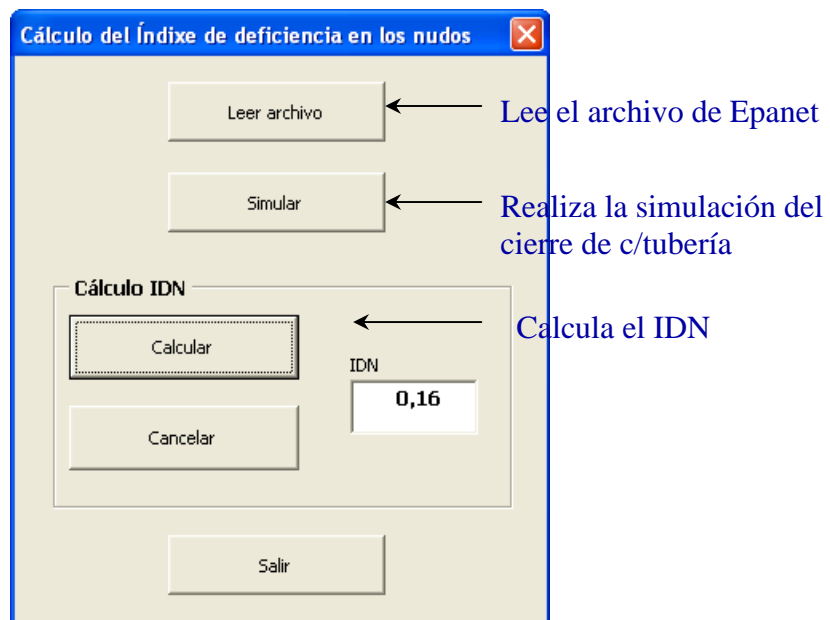 Cálculo del Índixe de deficiencia en los nudos
Leer archivo
Lee el archivo de Epanet
Simular
Realiza la simulación del
cierre de c/tubería
Cálculo IDN
Calcular
Calcula el IDN
IDN
0,16
Cancelar
Salir